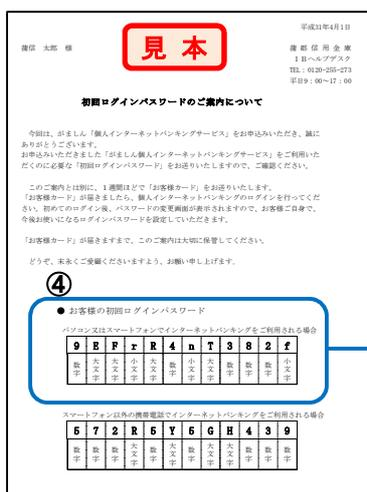 平成31年4月1日
蒲信 太郎 様
見本
蒲郡信用金庫
IBヘルプデスク
TEL：0120-255-273
平日9：00～17：00
初回ログインパスワードのご案内について
今回は、がましん「個人インターネットバンキングサービス」をお申込みいただき、誠に
ありがとうございます。
お申込みいただきました「がましん個人インターネットバンキングサービス」をご利用いた
だくのに必要な「初回ログインパスワード」をお送りいたしますので、ご確認ください。
このご案内とは別に、1週間ほどで「お客様カード」をお送りいたします。
「お客様カード」が届きましたら、個人インターネットバンキングのログインを行ってくだ
さい。初めてのログイン後、パスワードの変更画面が表示されますので、お客様ご自身で、
今後お使いになるログインパスワードを設定していただきます。
「お客様カード」が届きますまで、このご案内は大切に保管してください。
どうぞ、末永くご愛顧くださいますよう、お願い申し上げます。
④
● お客様の初回ログインパスワード
パソコン又はスマートフォンでインターネットバンキングをご利用される場合
9 E F r R 4 n T 3 8 2 f
数字 大文字 大文字 小文字 大文字 数字 小文字 大文字 数字 数字 数字 小文字
スマートフォン以外の携帯電話でインターネットバンキングをご利用される場合
5 7 2 R 5 Y 5 G H 4 3 9
数字 数字 数字 大文字 数字 大文字 数字 大文字 大文字 数字 数字 数字